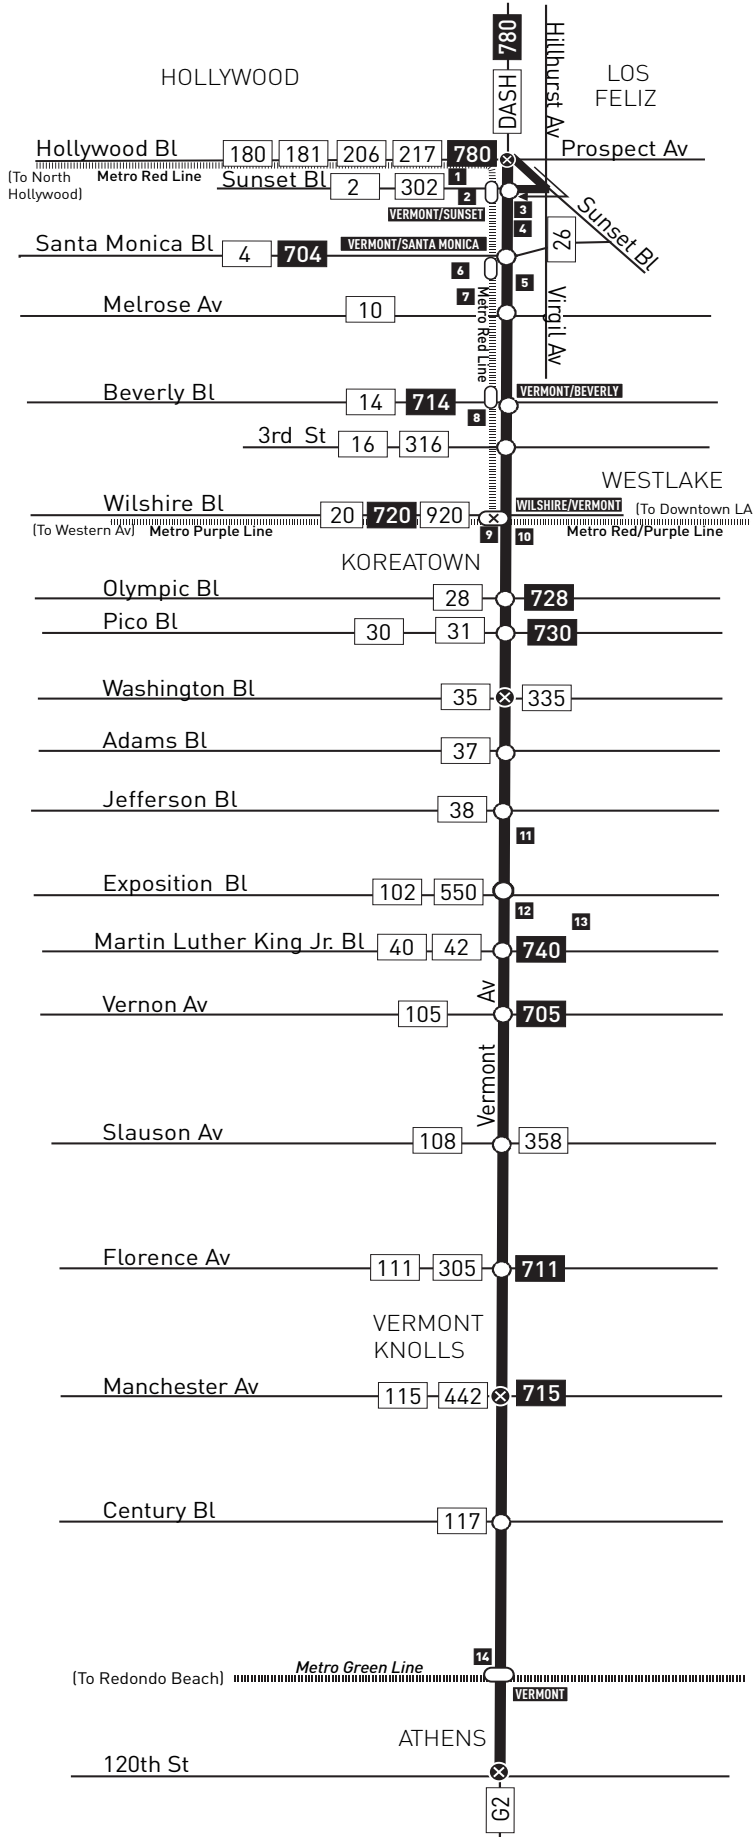 780
DASH
Hillhurst Av
HOLLYWOOD
LOS
FELIZ
Hollywood Bl
180
181
206
217
780
Prospect Av
(To North
Hollywood)
Metro Red Line
1
Sunset Bl
2
302
2
3
VERMONT/SUNSET
4
Sunset Bl
26
Santa Monica Bl
4
704
VERMONT/SANTA MONICA
6
5
7
Metro Red Line
Virgil Av
Melrose Av
10
Beverly Bl
14
714
VERMONT/BEVERLY
8
3rd St
16
316
WESTLAKE
Wilshire Bl
20
720
920
WILSHIRE/VERMONT
(To Downtown LA
(To Western Av)
Metro Purple Line
9
10
Metro Red/Purple Line
KOREATOWN
Olympic Bl
28
728
Pico Bl
30
31
730
Washington Bl
35
335
Adams Bl
37
Jefferson Bl
38
11
Exposition Bl
102
550
12
13
Martin Luther King Jr. Bl
40
42
740
Vernon Av
105
705
Vermont Av
Slauson Av
108
358
Florence Av
111
305
711
VERMONT
KNOLLS
Manchester Av
115
442
715
Century Bl
117
14
Metro Green Line
(To Redondo Beach)
VERMONT
ATHENS
120th St
G2